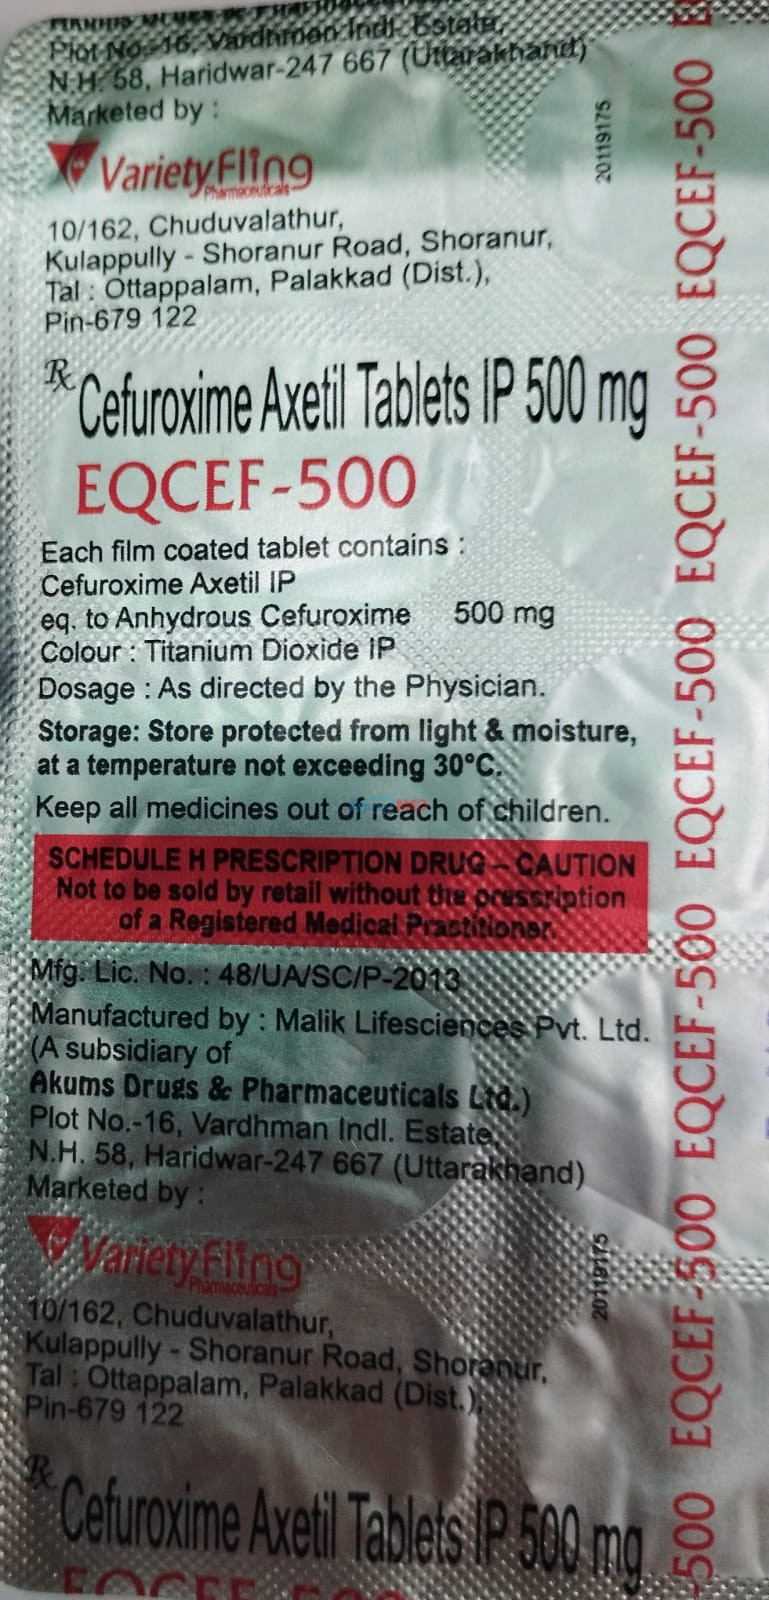 Plot No.-16, Vardhman Indl. Estate,
N.H. 58, Haridwar-247 667 (Uttarakhand)
Marketed by :
VarietyFling
Pharmaceuticals
10/162, Chuduvalathur,
Kulappully - Shoranur Road, Shoranur,
Tal : Ottappalam, Palakkad (Dist.),
Pin-679 122
20119175
Rx Cefuroxime Axetil Tablets IP 500 mg
EQCEF-500
Each film coated tablet contains :
Cefuroxime Axetil IP
eq. to Anhydrous Cefuroxime 500 mg
Colour : Titanium Dioxide IP
Dosage : As directed by the Physician.
Storage: Store protected from light & moisture,
at a temperature not exceeding 30°C.
Keep all medicines out of reach of children.
SCHEDULE H PRESCRIPTION DRUG - CAUTION
Not to be sold by retail without the prescription
of a Registered Medical Practitioner.
Mfg. Lic. No. : 48/UA/SC/P-2013
Manufactured by : Malik Lifesciences Pvt. Ltd.
(A subsidiary of
Akums Drugs & Pharmaceuticals Ltd.)
Plot No.-16, Vardhman Indl. Estate,
N.H. 58, Haridwar-247 667 (Uttarakhand)
Marketed by :
VarietyFling
Pharmaceuticals
10/162, Chuduvalathur,
Kulappully - Shoranur Road, Shoranur,
Tal : Ottappalam, Palakkad (Dist.),
Pin-679 122
20119175
Rx Cefuroxime Axetil Tablets IP 500 mg
EQCEF-500
-500 EQCEF-500 EQCEF-500 EQCEF-500 EQCEF-500 EQCEF-500 E